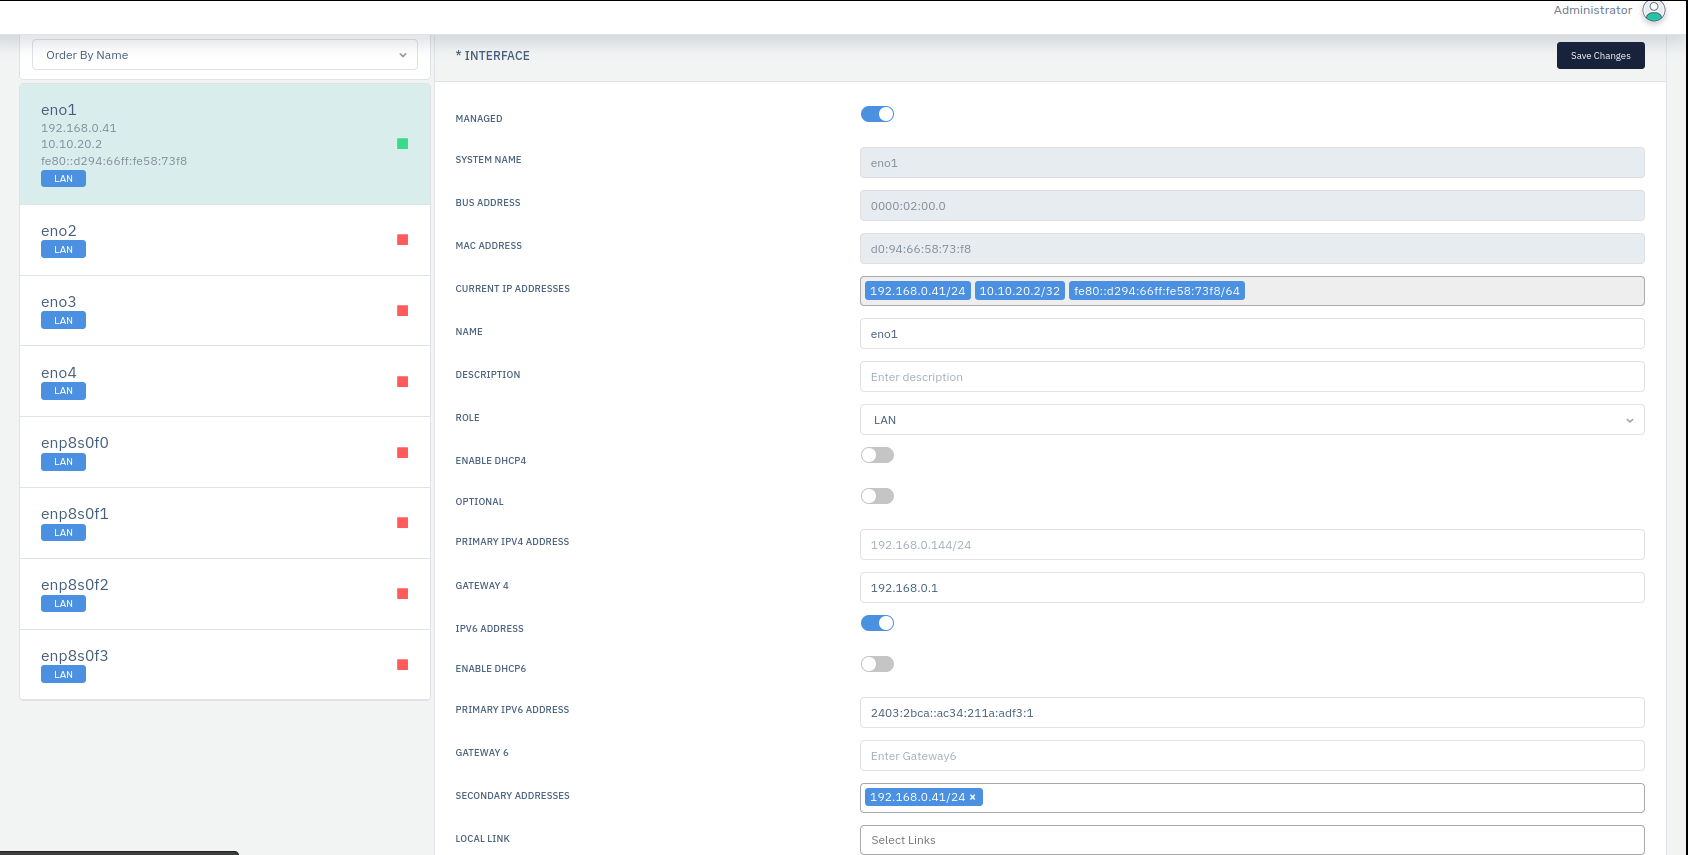 Administrator
Order By Name
* INTERFACE
Save Changes
eno1
192.168.0.41
10.10.20.2
fe80::d294:66ff:fe58:73f8
LAN
eno2
LAN
eno3
LAN
eno4
LAN
enp8s0f0
LAN
enp8s0f1
LAN
enp8s0f2
LAN
enp8s0f3
LAN
MANAGED
SYSTEM NAME
eno1
BUS ADDRESS
0000:02:00.0
MAC ADDRESS
d0:94:66:58:73:f8
CURRENT IP ADDRESSES
192.168.0.41/24 10.10.20.2/32 fe80::d294:66ff:fe58:73f8/64
NAME
eno1
DESCRIPTION
Enter description
ROLE
LAN
ENABLE DHCP4
OPTIONAL
PRIMARY IPV4 ADDRESS
192.168.0.144/24
GATEWAY 4
192.168.0.1
IPV6 ADDRESS
ENABLE DHCP6
PRIMARY IPV6 ADDRESS
2403:2bca::ac34:211a:adf3:1
GATEWAY 6
Enter Gateway6
SECONDARY ADDRESSES
192.168.0.41/24 ×
LOCAL LINK
Select Links